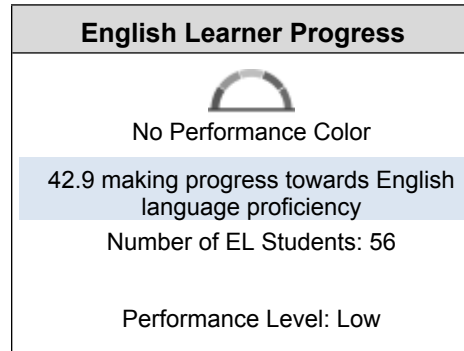 English Learner Progress
No Performance Color
42.9 making progress towards English
language proficiency
Number of EL Students: 56
Performance Level: Low